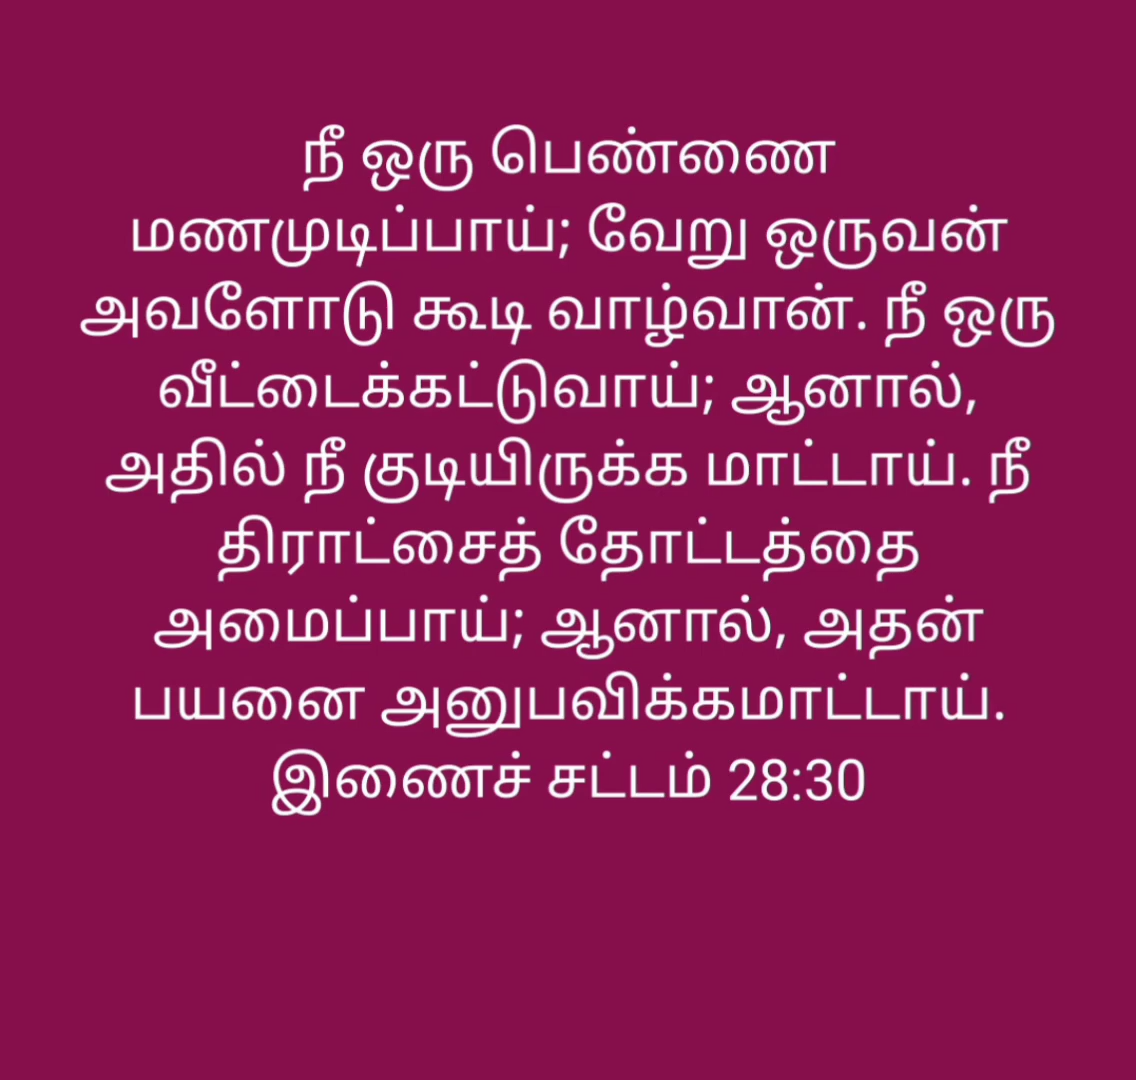 நீ ஒரு பெண்ணை
மணமுடிப்பாய்; வேறு ஒருவன்
அவளோடு கூடி வாழ்வான். நீ ஒரு
வீட்டைக்கட்டுவாய்; ஆனால்,
அதில் நீ குடியிருக்க மாட்டாய். நீ
திராட்சைத் தோட்டத்தை
அமைப்பாய்; ஆனால், அதன்
பயனை அனுபவிக்கமாட்டாய்.
இணைச் சட்டம் 28:30